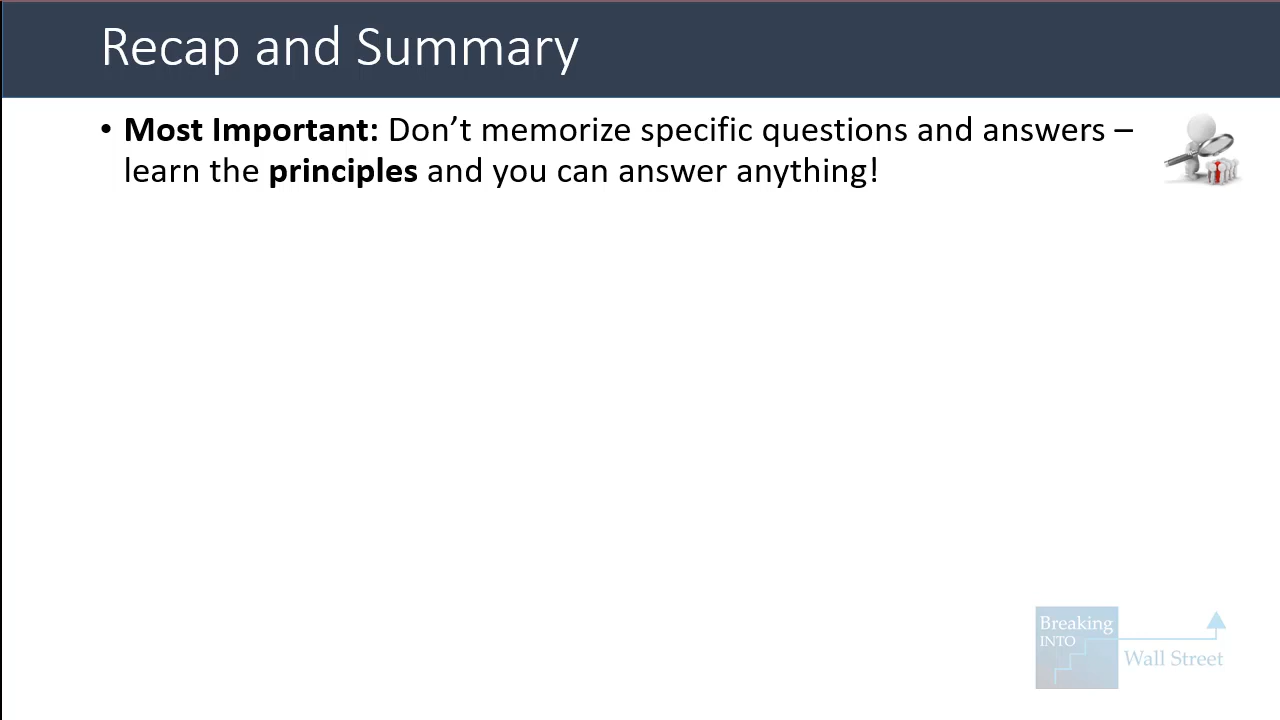 Recap and Summary
• Most Important: Don’t memorize specific questions and answers –
learn the principles and you can answer anything!
Breaking
INTO
Wall Street